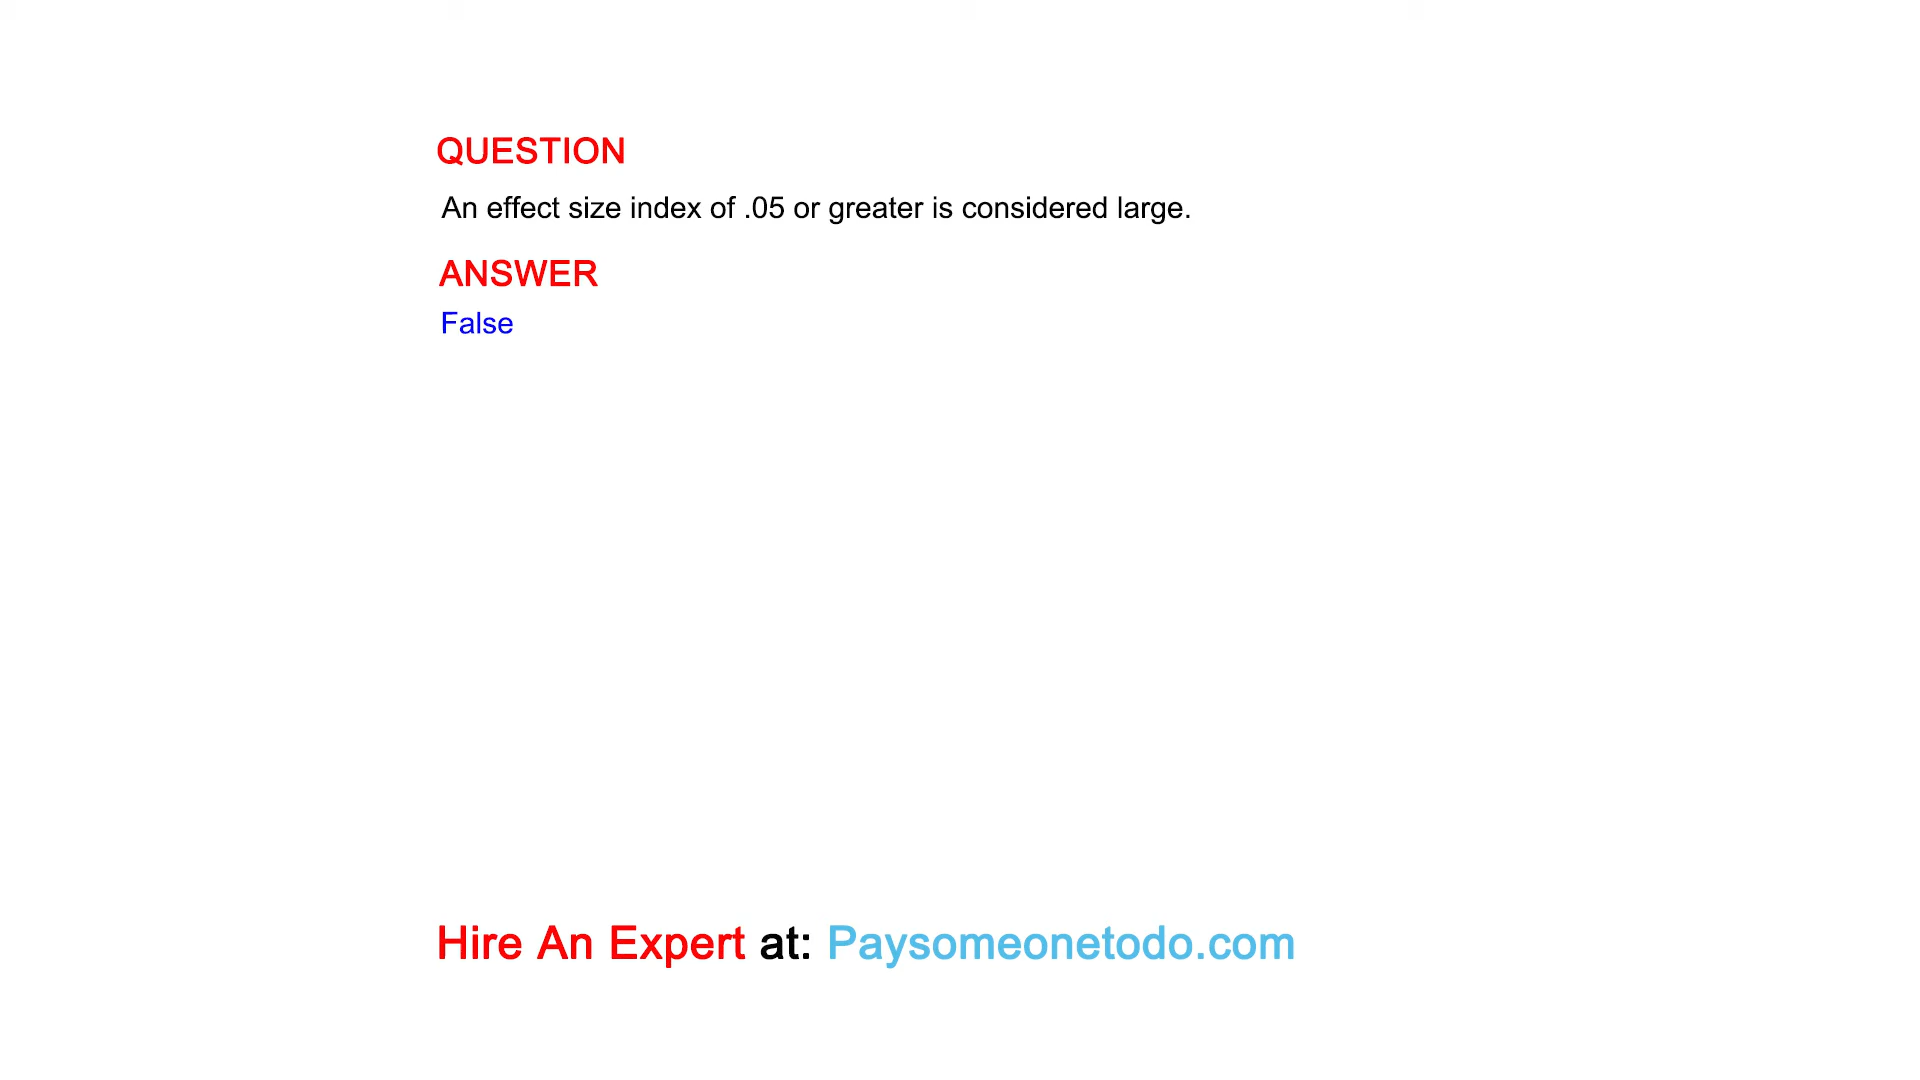 QUESTION
An effect size index of .05 or greater is considered large.
ANSWER
False
Hire An Expert at: Paysomeonetodo.com